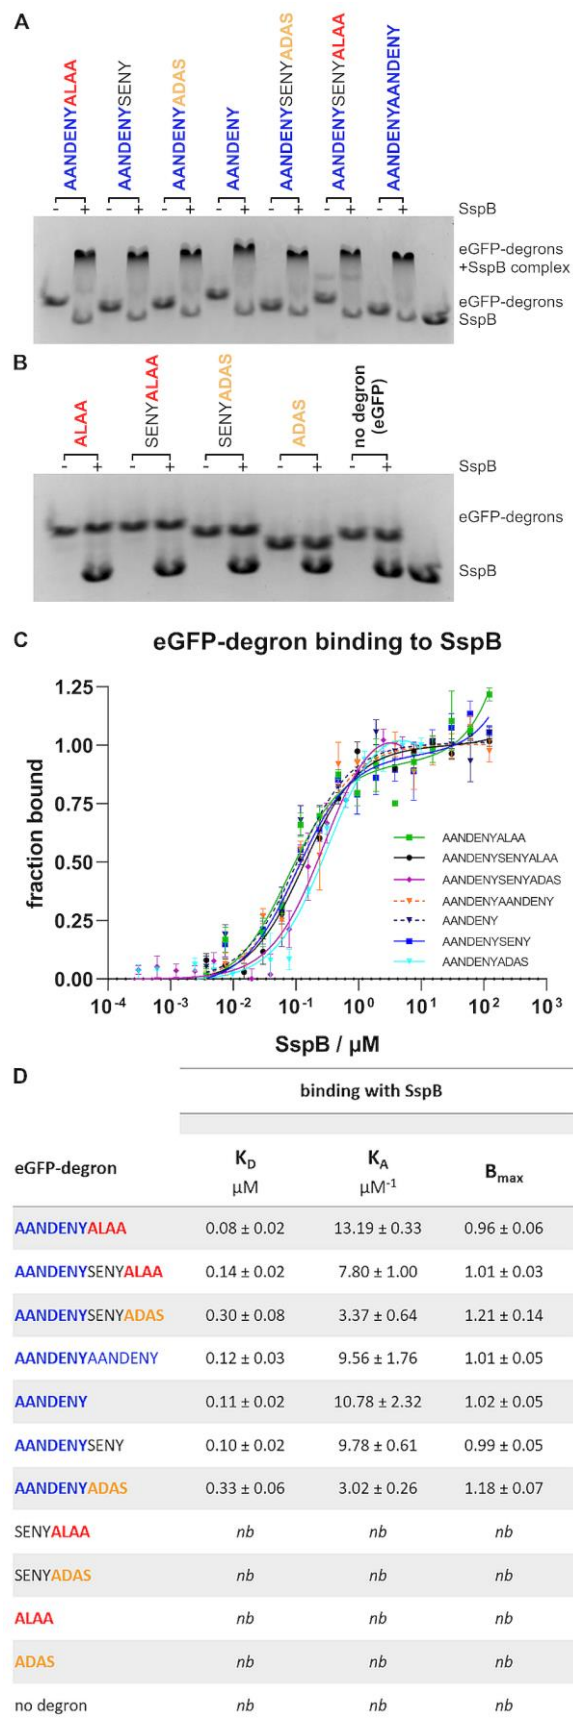 A
AANDENYALAA
AANDENYSENY
AANDENYADAS
AANDENY
AANDENYSENYADAS
AANDENYSENYALAA
AANDENYAANDENY
- + - + - + - + - + - + - + SspB
eGFP-degrons
+SspB complex
eGFP-degrons
SspB
B
ALAA
SENYALAA
SENYADAS
ADAS
no degron
(eGFP)
- + - + - + - + - + SspB
eGFP-degrons
SspB
C eGFP-degron binding to SspB
fraction bound
1.25
1.00
0.75
0.50
0.25
0.00
AANDENYALAA
AANDENYSENYALAA
AANDENYSENYADAS
AANDENYAANDENY
AANDENY
AANDENYSENY
AANDENYADAS
10⁻⁴ 10⁻³ 10⁻² 10⁻¹ 10⁰ 10¹ 10² 10³
SspB / µM
D
binding with SspB
eGFP-degron K_D µM K_A µM⁻¹ B_max
AANDENYALAA 0.08 ± 0.02 13.19 ± 0.33 0.96 ± 0.06
AANDENYSENYALAA 0.14 ± 0.02 7.80 ± 1.00 1.01 ± 0.03
AANDENYSENYADAS 0.30 ± 0.08 3.37 ± 0.64 1.21 ± 0.14
AANDENYAANDENY 0.12 ± 0.03 9.56 ± 1.76 1.01 ± 0.05
AANDENY 0.11 ± 0.02 10.78 ± 2.32 1.02 ± 0.05
AANDENYSENY 0.10 ± 0.02 9.78 ± 0.61 0.99 ± 0.05
AANDENYADAS 0.33 ± 0.06 3.02 ± 0.26 1.18 ± 0.07
SENYALAA nb nb nb
SENYADAS nb nb nb
ALAA nb nb nb
ADAS nb nb nb
no degron nb nb nb